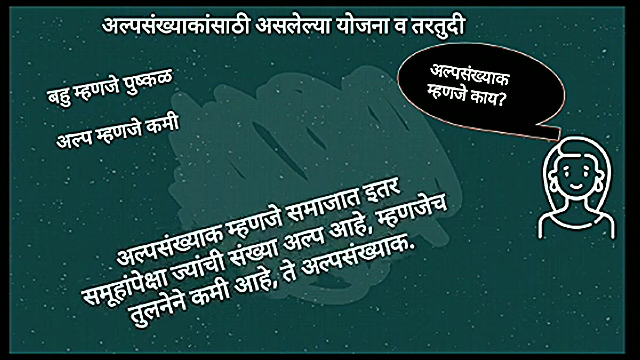 अल्पसंख्याकांसाठी असलेल्या योजना व तरतुदी
बहु म्हणजे पुष्कळ
अल्प म्हणजे कमी
अल्पसंख्याक
म्हणजे काय?
अल्पसंख्याक म्हणजे समाजात इतर
समूहांपेक्षा ज्यांची संख्या अल्प आहे, म्हणजेच
तुलनेने कमी आहे, ते अल्पसंख्याक.